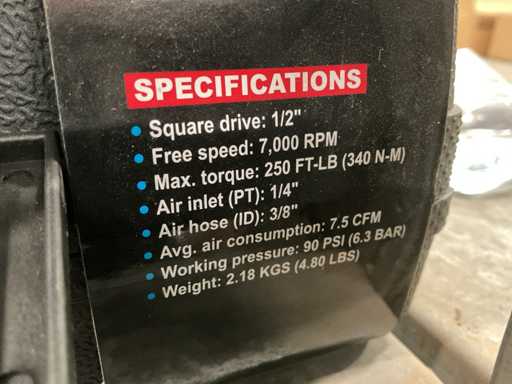 SPECIFICATIONS
Square drive: 1/2"
Free speed: 7,000 RPM
Max. torque: 250 FT-LB (340 N-M)
Air inlet (PT): 1/4"
Air hose (ID): 3/8"
Avg. air consumption: 7.5 CFM
Working pressure: 90 PSI (6.3 BAR)
Weight: 2.18 KGS (4.80 LBS)